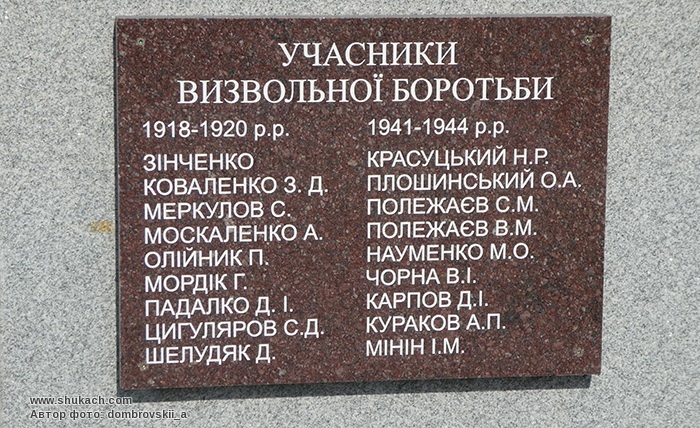 УЧАСНИКИ
ВИЗВОЛЬНОЇ БОРОТЬБИ
1918-1920 р.р.
ЗІНЧЕНКО
КОВАЛЕНКО З. Д.
МЕРКУЛОВ С.
МОСКАЛЕНКО А.
ОЛІЙНИК П.
МОРДІК Г.
ПАДАЛКО Д. І.
ЦИГУЛЯРОВ С.Д.
ШЕЛУДЯК Д.
1941-1944 р.р.
КРАСУЦЬКИЙ Н.Р.
ПЛОШИНСЬКИЙ О.А.
ПОЛЕЖАЄВ С.М.
ПОЛЕЖАЄВ В.М.
НАУМЕНКО М.О.
ЧОРНА В.І.
КАРПОВ Д.І.
КУРАКОВ А.П.
МІНІН І.М.
www.shukach.com
Автор фото: dombrovskii_a